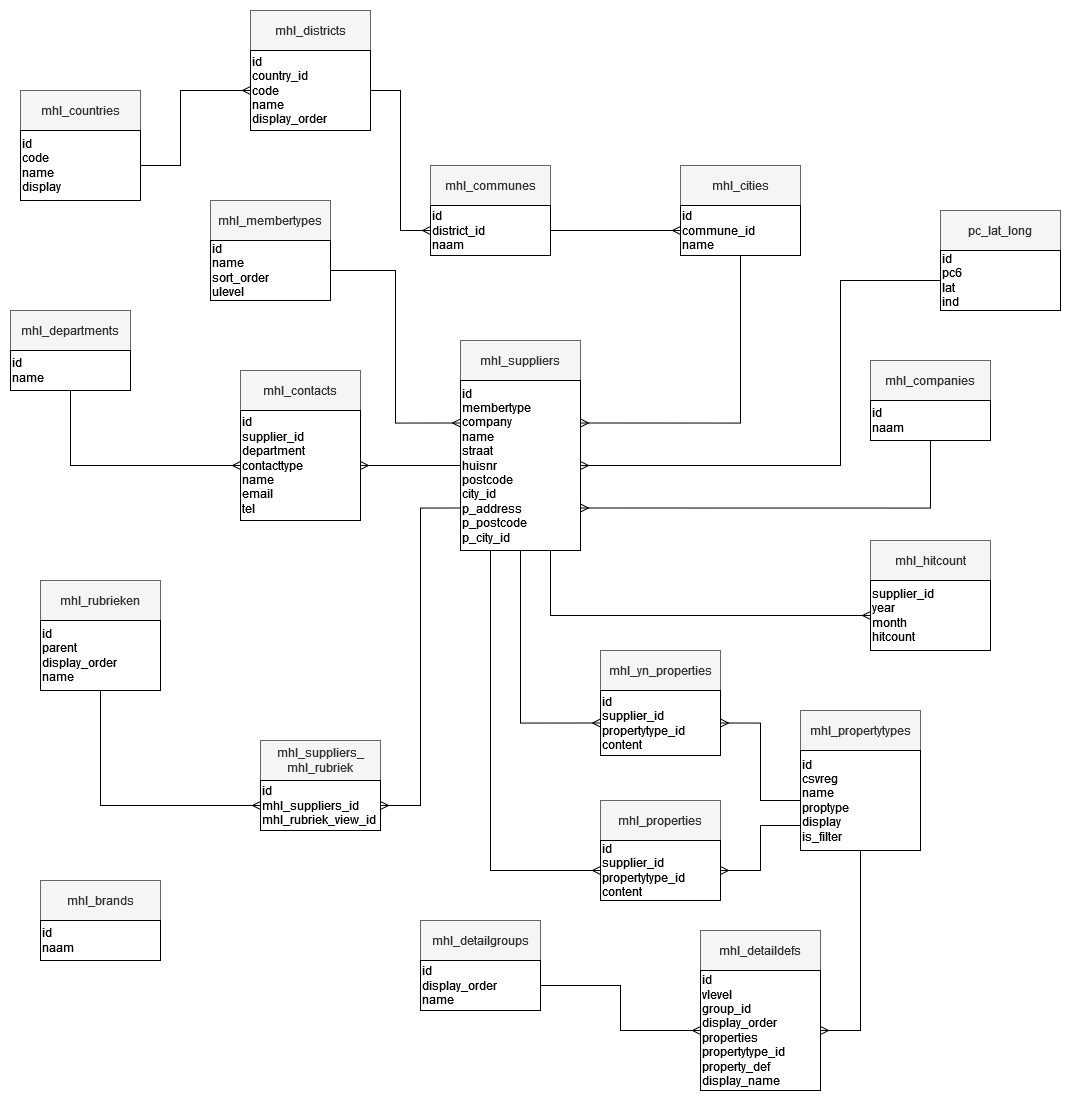 mhl_districts
id
country_id
code
name
display_order
mhl_countries
id
code
name
display
mhl_communes
id
district_id
naam
mhl_cities
id
commune_id
name
mhl_membertypes
id
name
sort_order
ulevel
pc_lat_long
id
pc6
lat
ind
mhl_departments
id
name
mhl_contacts
id
supplier_id
department
contacttype
name
email
tel
mhl_suppliers
id
membertype
company
name
straat
huisnr
postcode
city_id
p_address
p_postcode
p_city_id
mhl_companies
id
naam
mhl_hitcount
supplier_id
year
month
hitcount
mhl_rubrieken
id
parent
display_order
name
mhl_yn_properties
id
supplier_id
propertytype_id
content
mhl_propertytypes
id
csvreg
name
proptype
display
is_filter
mhl_suppliers_
mhl_rubriek
id
mhl_suppliers_id
mhl_rubriek_view_id
mhl_properties
id
supplier_id
propertytype_id
content
mhl_brands
id
naam
mhl_detailgroups
id
display_order
name
mhl_detaildefs
id
vlevel
group_id
display_order
properties
propertytype_id
property_def
display_name